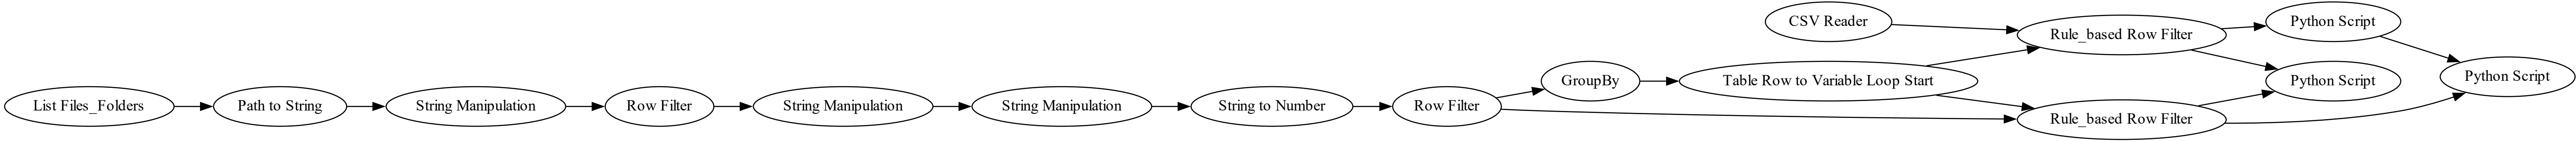 List Files_Folders
Path to String
String Manipulation
Row Filter
String Manipulation
String Manipulation
String to Number
Row Filter
GroupBy
Table Row to Variable Loop Start
CSV Reader
Rule_based Row Filter
Rule_based Row Filter
Python Script
Python Script
Python Script